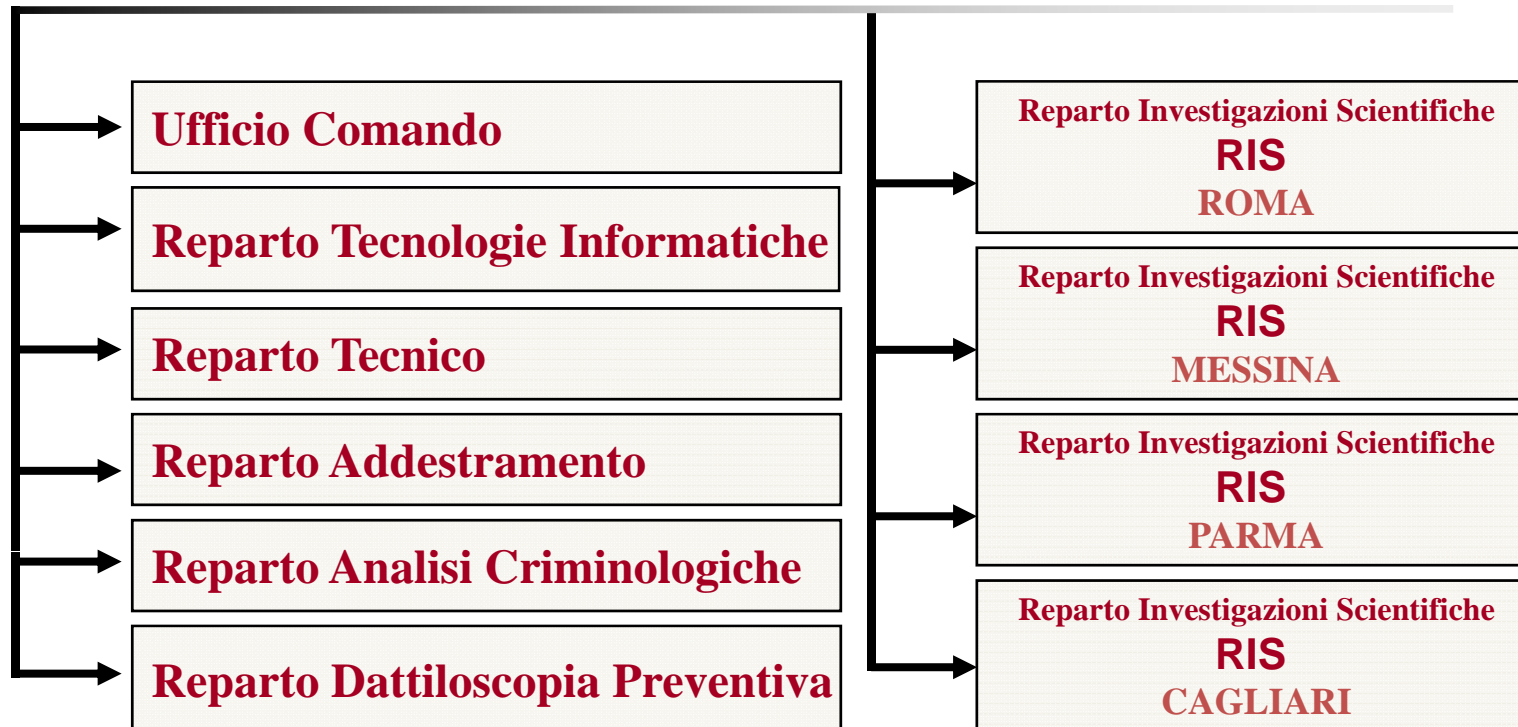 Ufficio Comando
Reparto Tecnologie Informatiche
Reparto Tecnico
Reparto Addestramento
Reparto Analisi Criminologiche
Reparto Dattiloscopia Preventiva
Reparto Investigazioni Scientifiche
RIS
ROMA
Reparto Investigazioni Scientifiche
RIS
MESSINA
Reparto Investigazioni Scientifiche
RIS
PARMA
Reparto Investigazioni Scientifiche
RIS
CAGLIARI